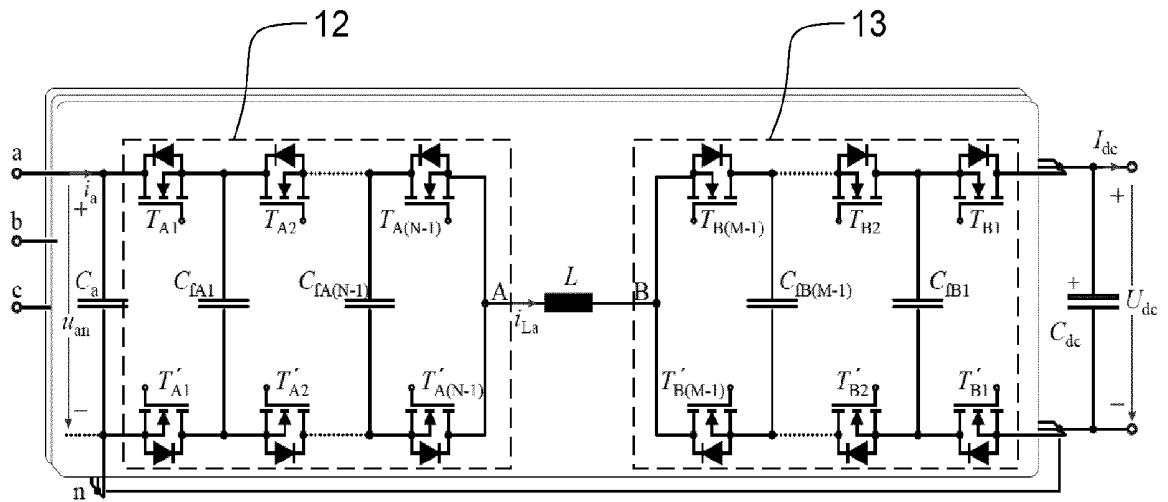 12
13
a
b
c
i_a
+
u_an
−
C_a
T_A1
T_A2
T_A(N-1)
C_fA1
C_fA(N-1)
A
i_La
L
B
T_B(M-1)
T_B2
T_B1
C_fB(M-1)
C_fB1
T′_A1
T′_A2
T′_A(N-1)
T′_B(M-1)
T′_B2
T′_B1
I_dc
+
+
U_dc
C_dc
−
n